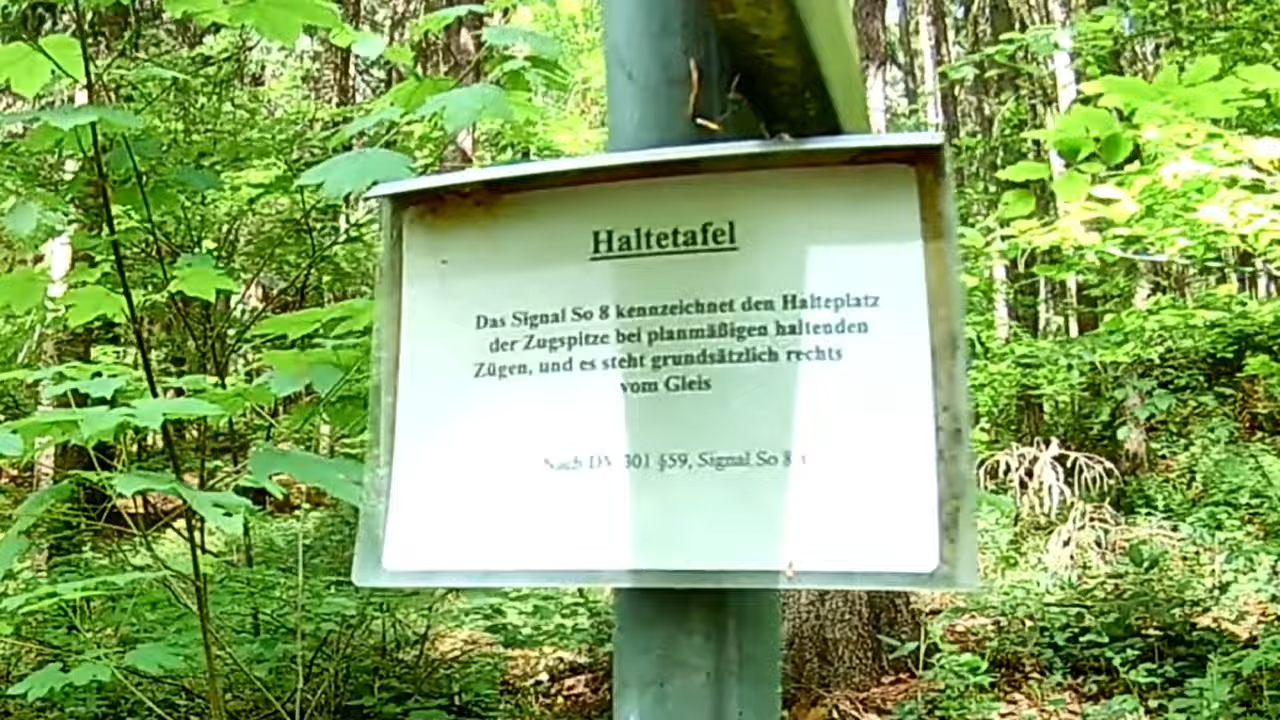 Haltetafel
Das Signal So 8 kennzeichnet den Halteplatz
der Zugspitze bei planmäßigen haltenden
Zügen, und es steht grundsätzlich rechts
vom Gleis
Nach DV 301 §59, Signal So 8